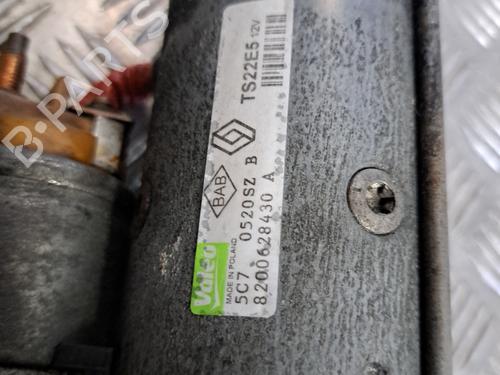 TS22E5 12V
BAB
Valeo
MADE IN POLAND
5C7 0520SZ B
8200628430 A
B-PARTS